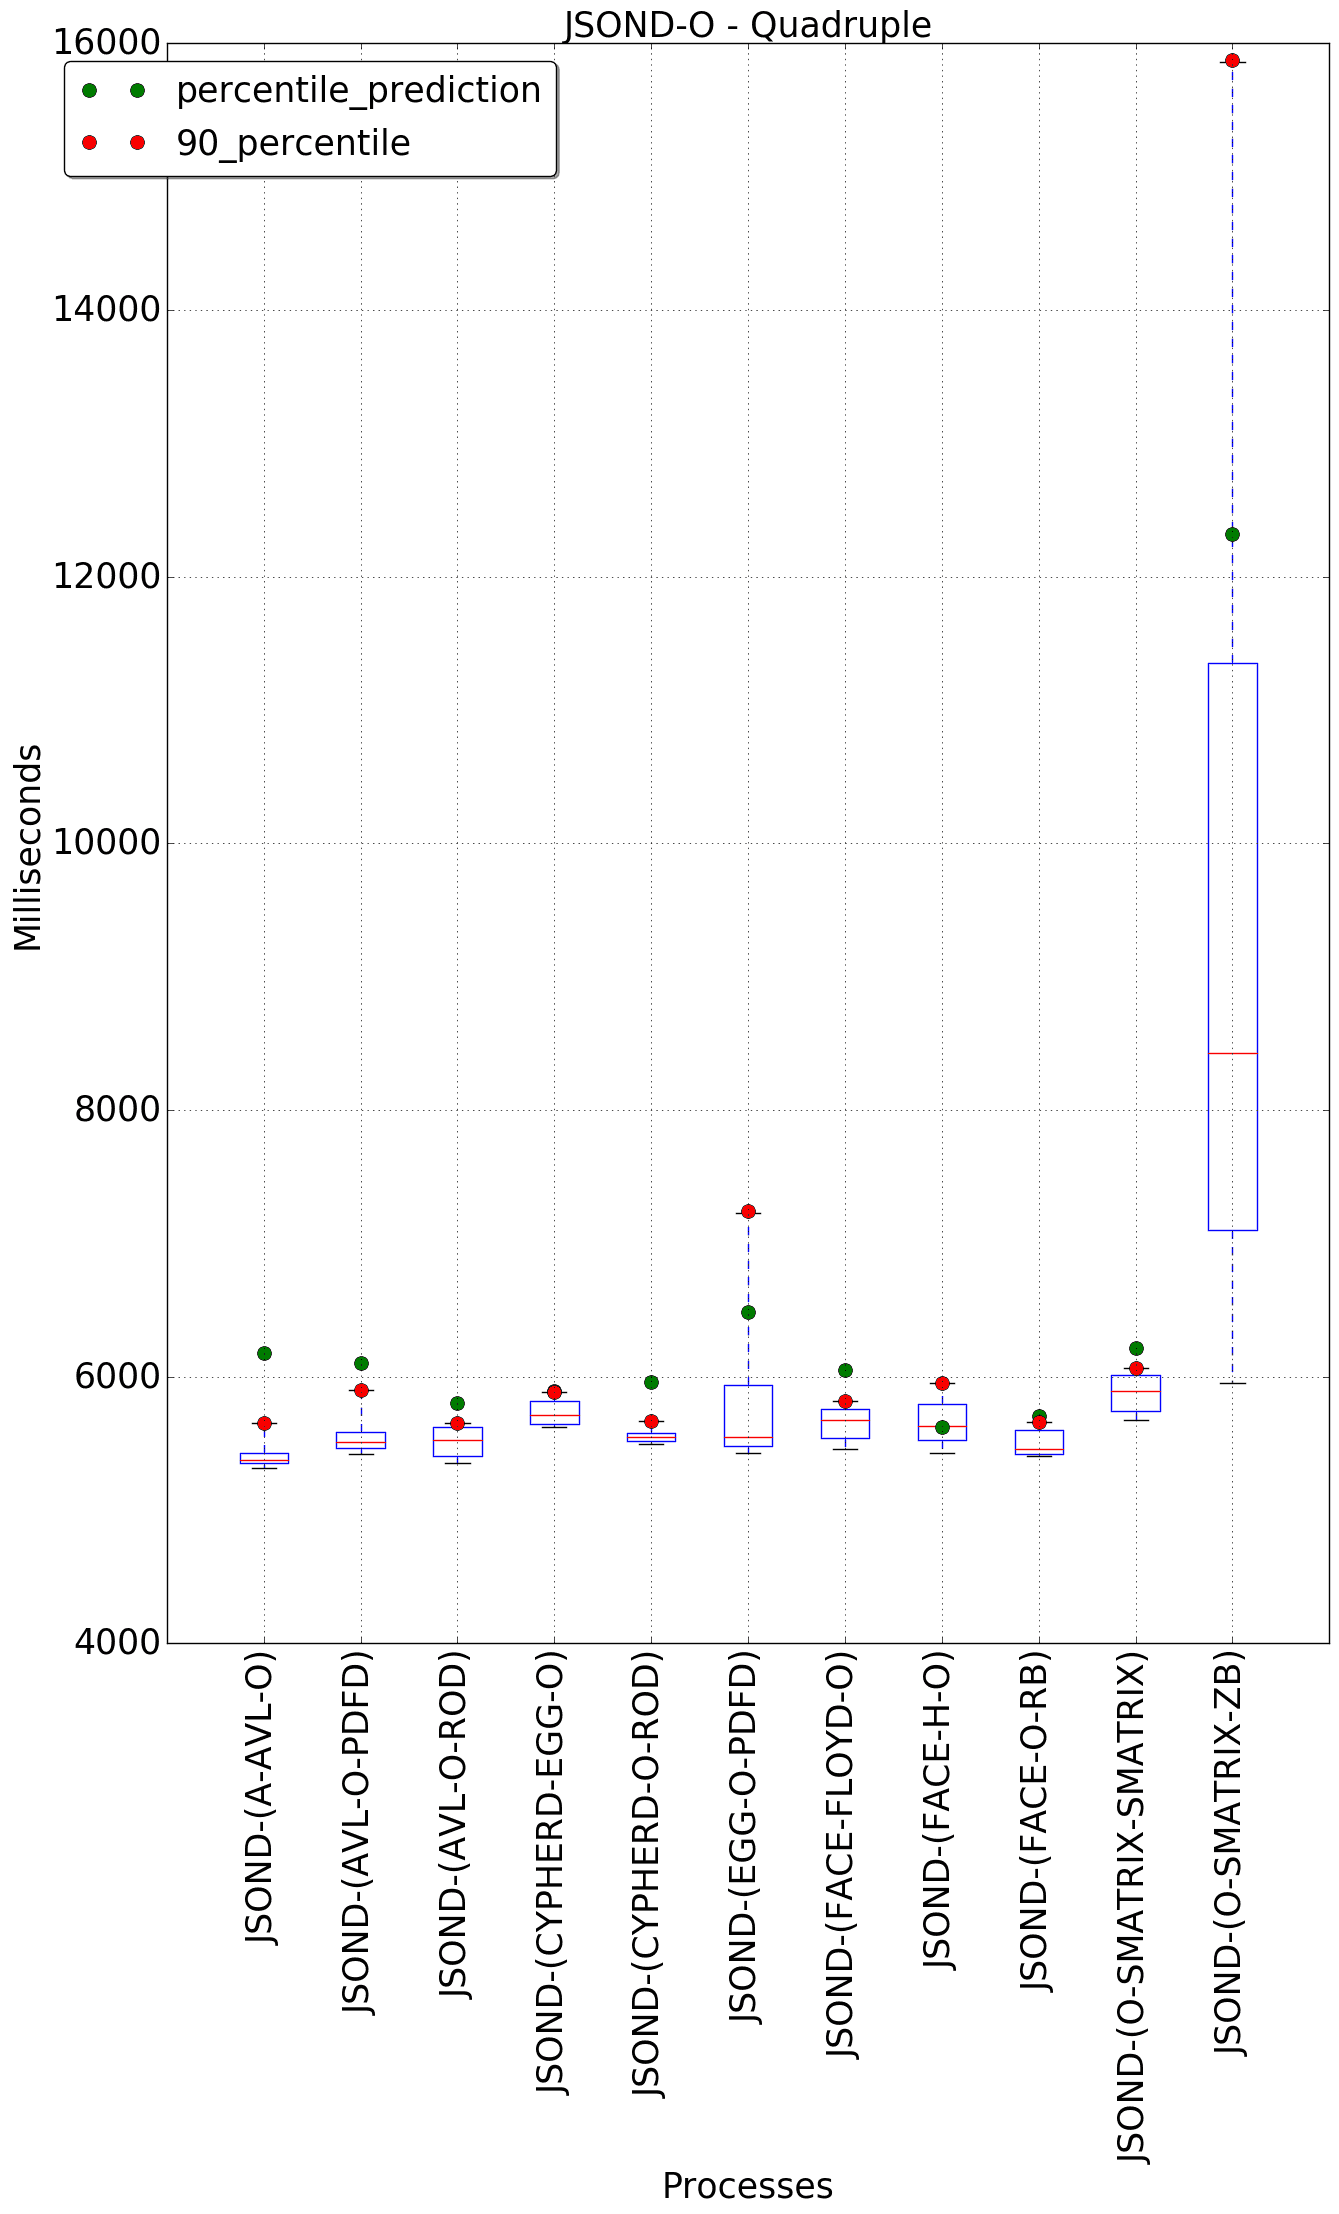 JSOND-O - Quadruple
percentile_prediction
90_percentile
16000
14000
12000
10000
8000
6000
4000
Milliseconds
JSOND-(A-AVL-O)
JSOND-(AVL-O-PDFD)
JSOND-(AVL-O-ROD)
JSOND-(CYPHERD-EGG-O)
JSOND-(CYPHERD-O-ROD)
JSOND-(EGG-O-PDFD)
JSOND-(FACE-FLOYD-O)
JSOND-(FACE-H-O)
JSOND-(FACE-O-RB)
JSOND-(O-SMATRIX-SMATRIX)
JSOND-(O-SMATRIX-ZB)
Processes